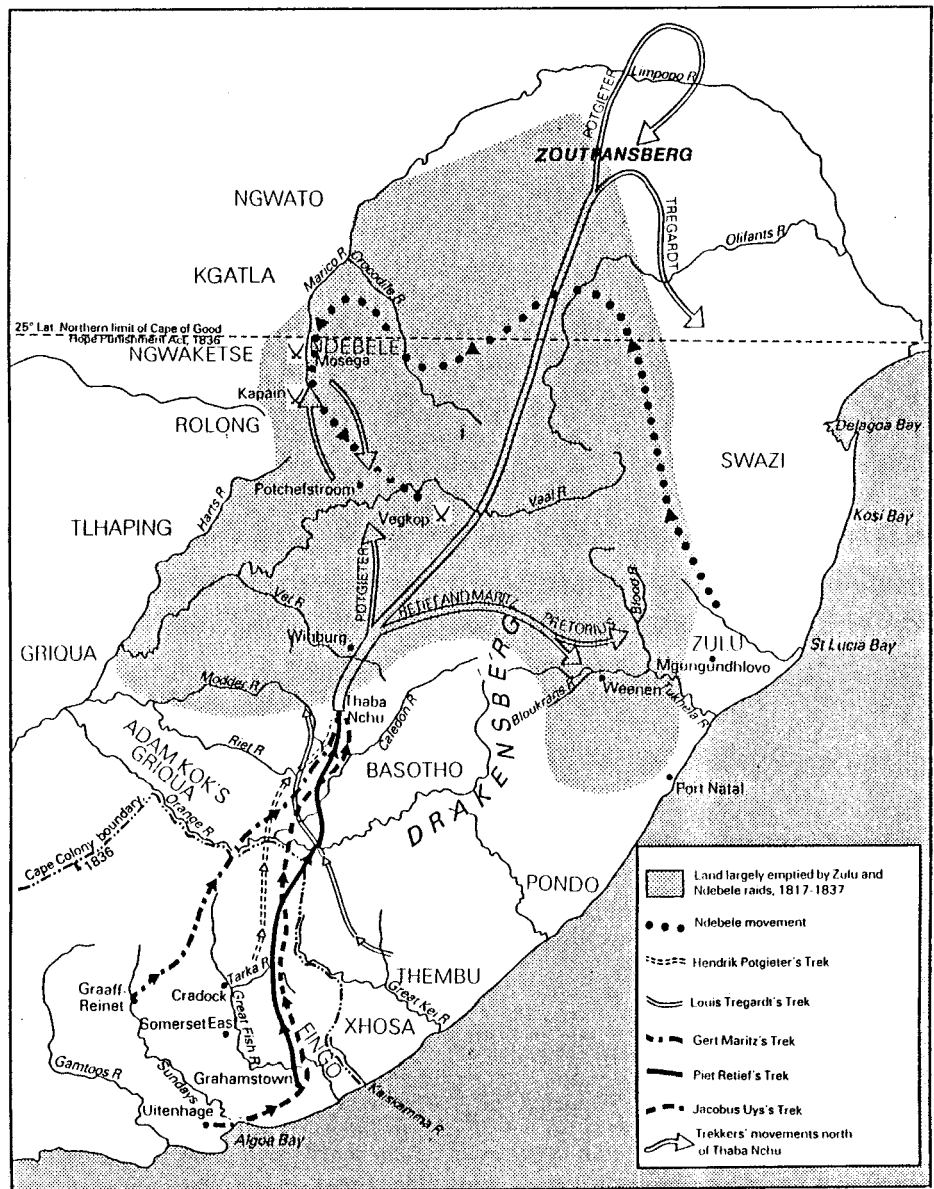 Limpopo R
POTGIETER
ZOUTPANSBERG
NGWATO
TREGARDT
Olifants R
KGATLA
Marico R
Crocodile R
25° Lat Northern limit of Cape of Good
Hope Punishment Act, 1836
NGWAKETSE
NDEBELE
Mosega
Kapain
ROLONG
Delagoa Bay
SWAZI
Potchefstroom
Harts R
Vaal R
Vegkop
Kosi Bay
TLHAPING
POTGIETER
Vet R
RETIEF AND MARITZ
PRETORIUS
Blood R
Winburg
ZULU
St Lucia Bay
GRIQUA
Mgungundhlovo
Modder R
Weenen
Bloukrans R
Tukhela R
Thaba
Nchu
Caledon R
Riet R
ADAM KOK'S
GRIQUA
BASOTHO
DRAKENSBERG
Port Natal
Orange R
Cape Colony boundary
1836
PONDO
Land largely emptied by Zulu and
Ndebele raids, 1817-1837
Ndebele movement
Hendrik Potgieter's Trek
Louis Tregardt's Trek
Gert Maritz's Trek
Piet Retief's Trek
Jacobus Uys's Trek
Trekkers' movements north
of Thaba Nchu
Tarka R
THEMBU
Graaff-
Reinet
Cradock
Great Kei R
Somerset East
Great Fish R
XHOSA
FINGO
Gamtoos R
Sundays
Grahamstown
Keiskamma R
Uitenhage
Algoa Bay